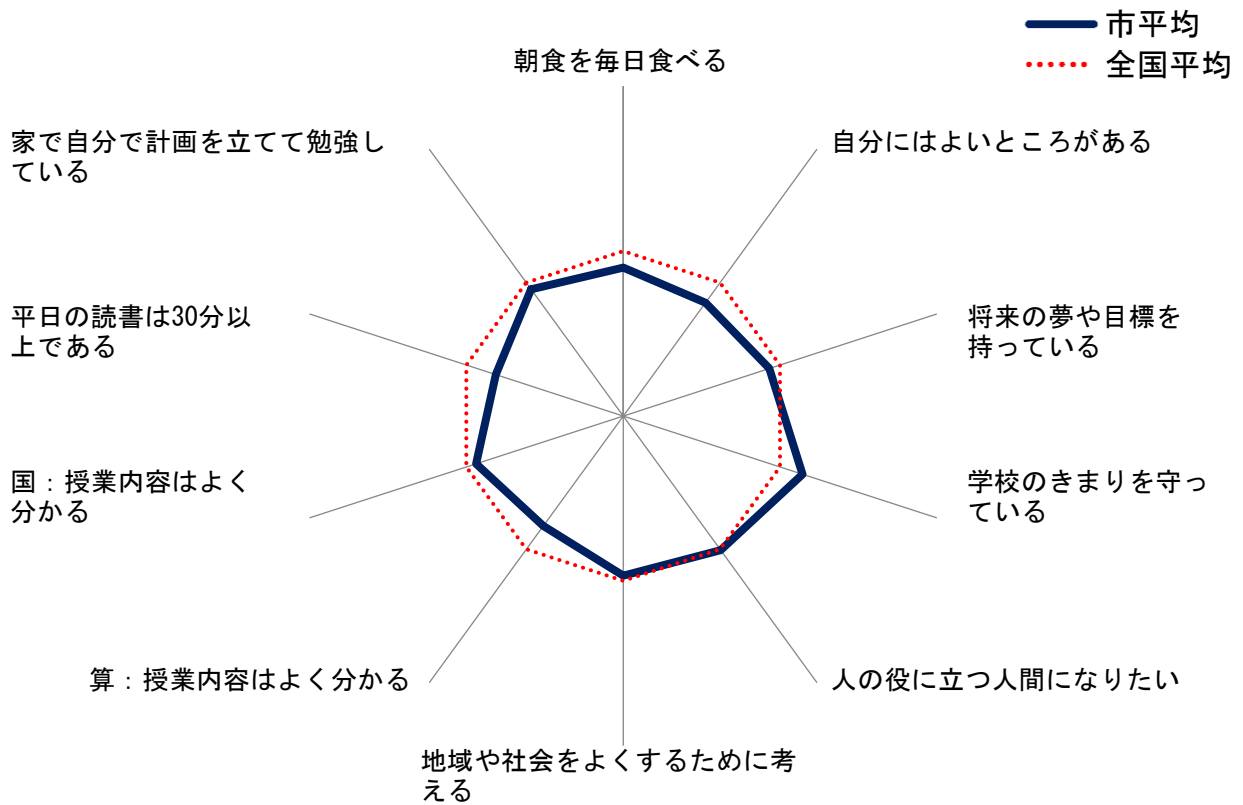 市平均
全国平均
朝食を毎日食べる
自分にはよいところがある
将来の夢や目標を
持っている
学校のきまりを守っ
ている
人の役に立つ人間になりたい
地域や社会をよくするために考
える
算：授業内容はよく分かる
国：授業内容はよく
分かる
平日の読書は30分以
上である
家で自分で計画を立てて勉強し
ている